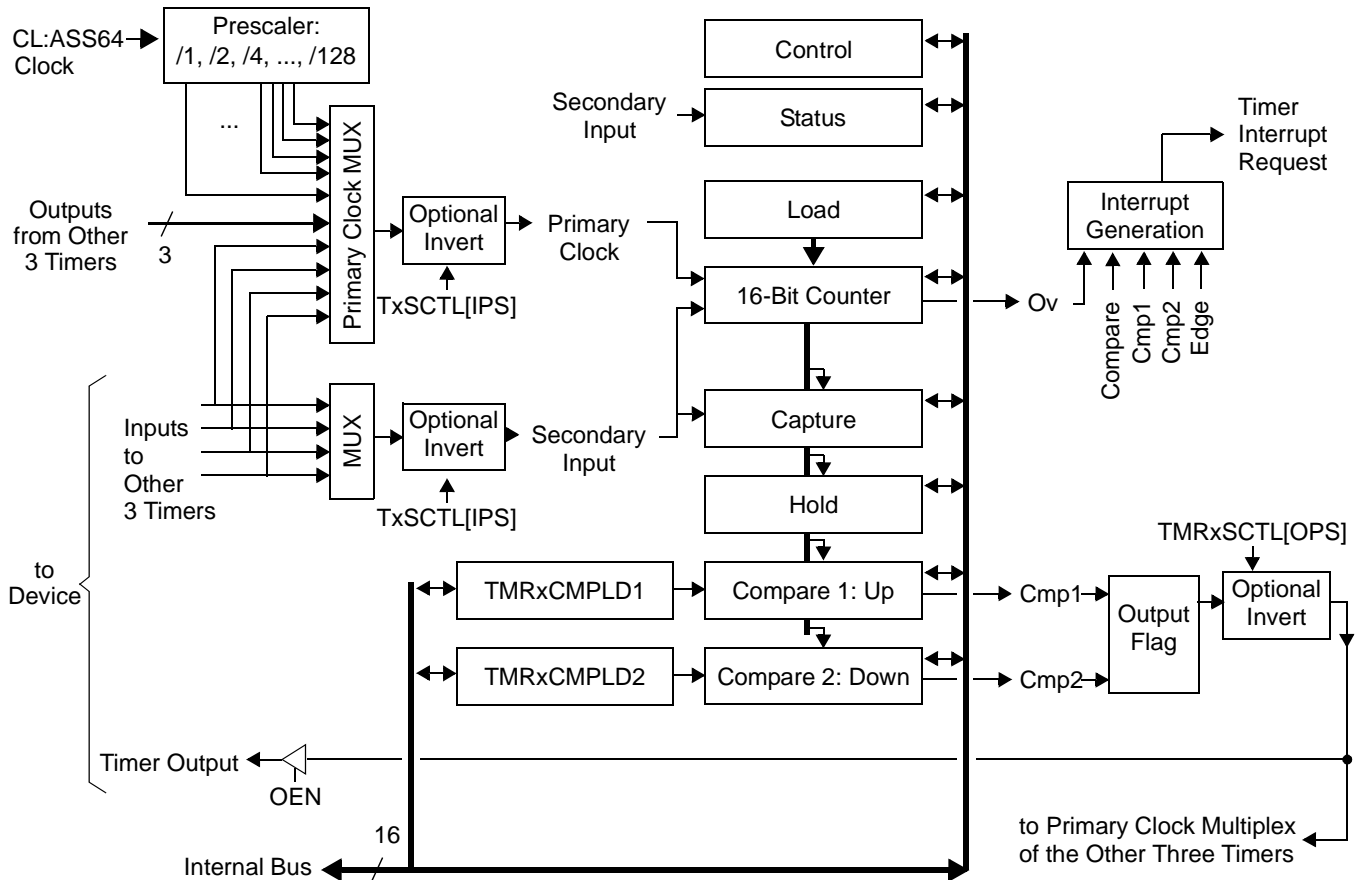 CL:ASS64
Clock
Prescaler:
/1, /2, /4, ..., /128
...
Outputs
from Other
3 Timers
3
Primary Clock MUX
Optional
Invert
TxSCTL[IPS]
Primary
Clock
Inputs
to
Other
3 Timers
MUX
Optional
Invert
TxSCTL[IPS]
Secondary
Input
Control
Secondary
Input
Status
Load
16-Bit Counter
Capture
Hold
TMRxCMPLD1
Compare 1: Up
TMRxCMPLD2
Compare 2: Down
Ov
Compare
Cmp1
Cmp2
Edge
Interrupt
Generation
Timer
Interrupt
Request
Cmp1
Cmp2
Output
Flag
TMRxSCTL[OPS]
Optional
Invert
to
Device
Timer Output
OEN
Internal Bus
16
to Primary Clock Multiplex
of the Other Three Timers